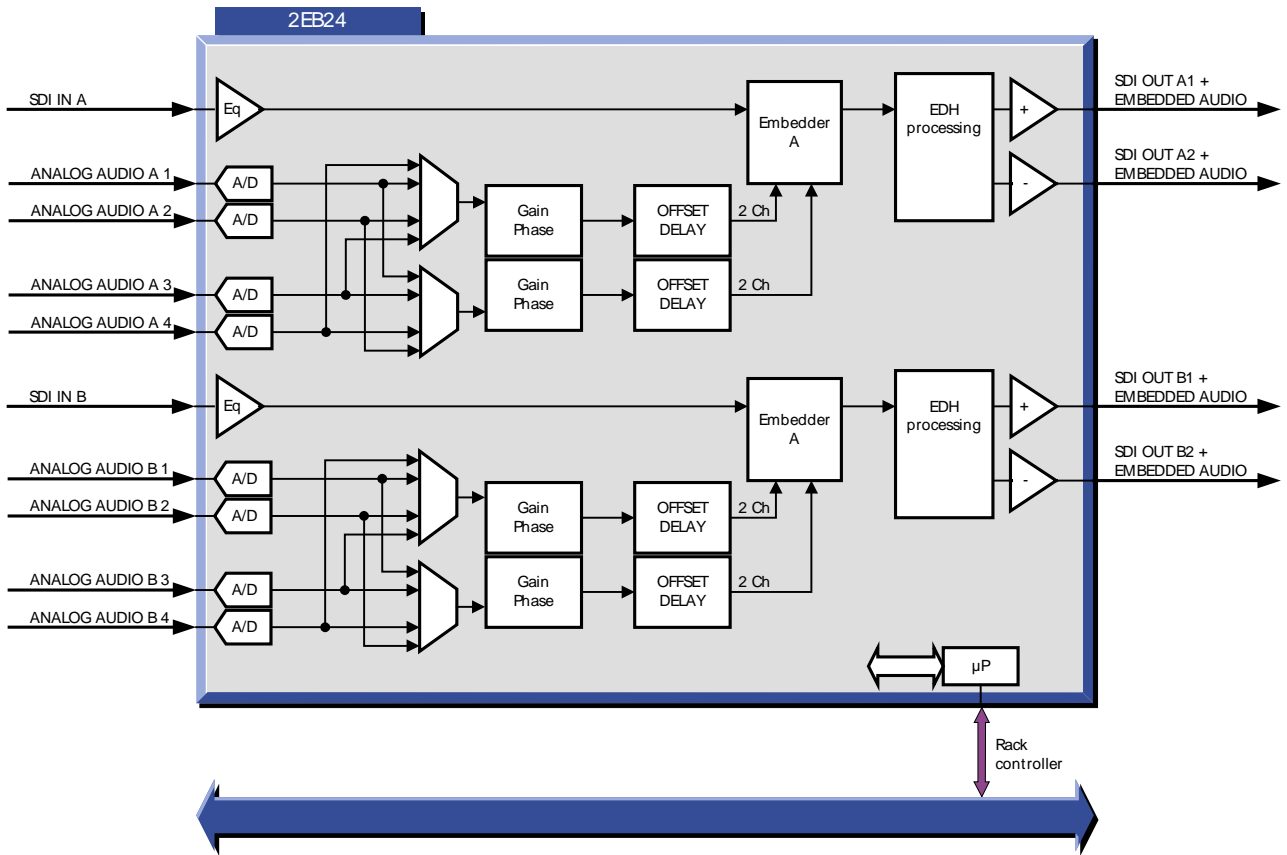 2EB24
SDI IN A
Eq
Embedder
A
EDH
processing
+
-
SDI OUT A1 +
EMBEDDED AUDIO
SDI OUT A2 +
EMBEDDED AUDIO
ANALOG AUDIO A 1
A/D
ANALOG AUDIO A 2
A/D
ANALOG AUDIO A 3
A/D
ANALOG AUDIO A 4
A/D
Gain
Phase
OFFSET
DELAY
2 Ch
Gain
Phase
OFFSET
DELAY
2 Ch
SDI IN B
Eq
Embedder
A
EDH
processing
+
-
SDI OUT B1 +
EMBEDDED AUDIO
SDI OUT B2 +
EMBEDDED AUDIO
ANALOG AUDIO B 1
A/D
ANALOG AUDIO B 2
A/D
ANALOG AUDIO B 3
A/D
ANALOG AUDIO B 4
A/D
Gain
Phase
OFFSET
DELAY
2 Ch
Gain
Phase
OFFSET
DELAY
2 Ch
µP
Rack
controller